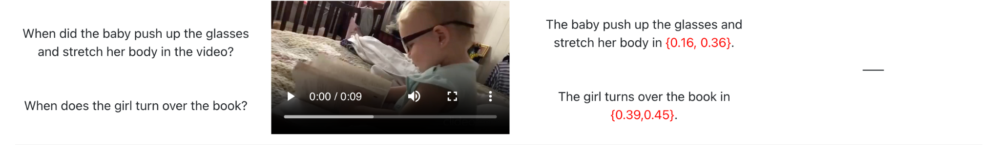 When did the baby push up the glasses
and stretch her body in the video?
When does the girl turn over the book?
0:00 / 0:09
The baby push up the glasses and
stretch her body in {0.16, 0.36}.
The girl turns over the book in
{0.39,0.45}.